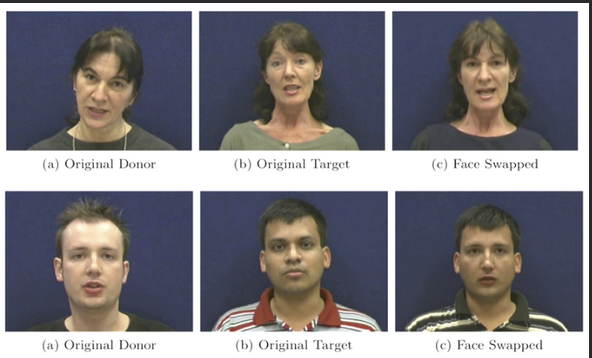 (a) Original Donor
(b) Original Target
(c) Face Swapped
(a) Original Donor
(b) Original Target
(c) Face Swapped